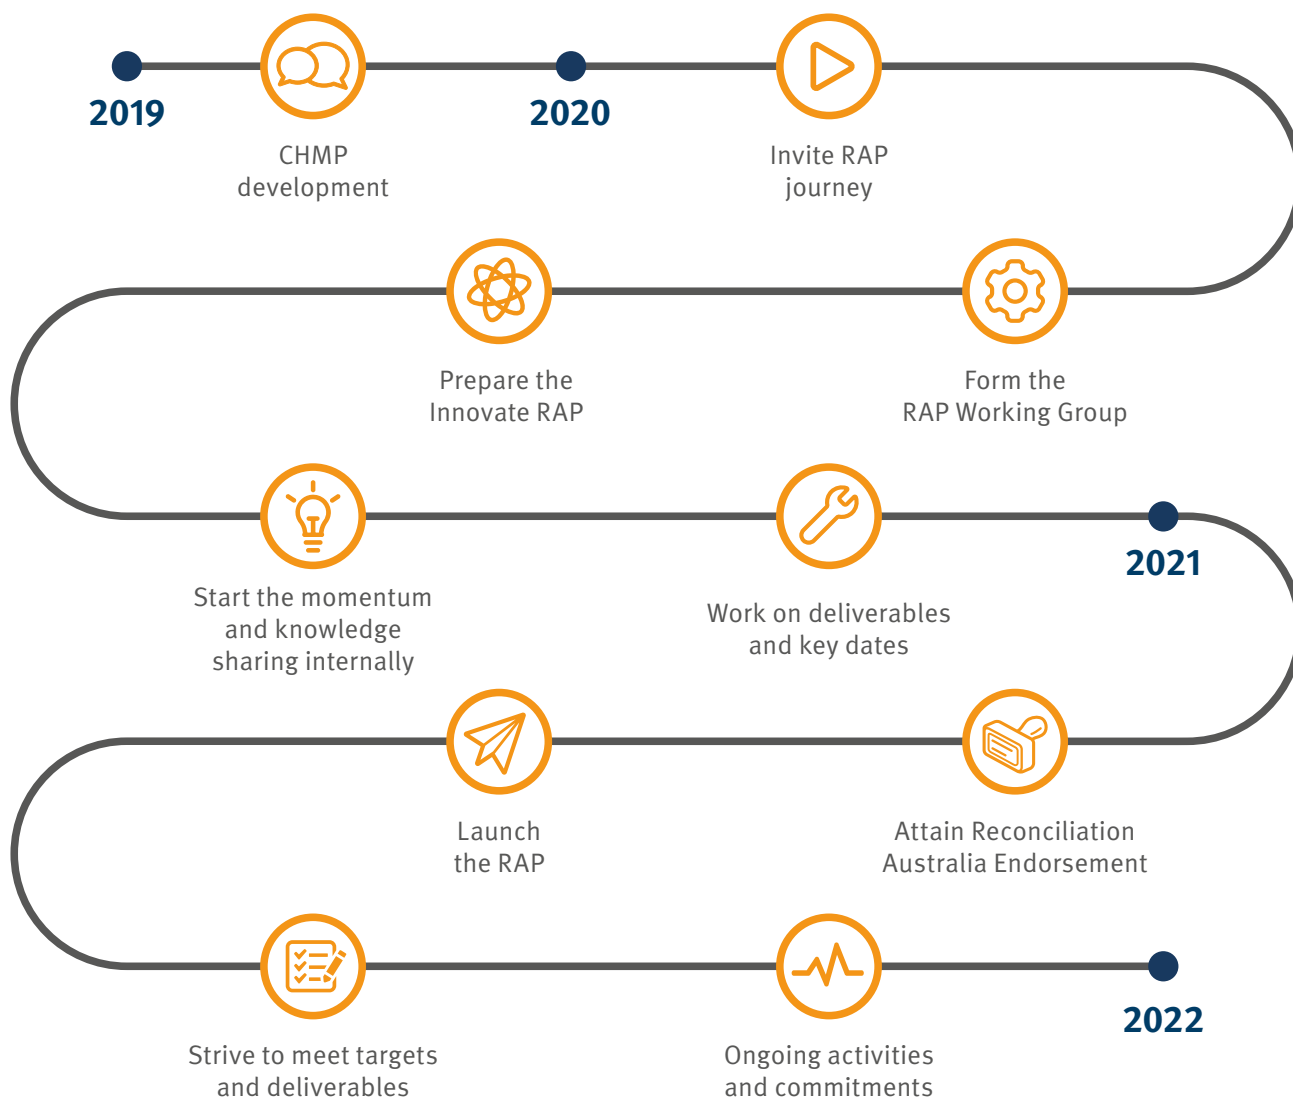 2019
CHMP
development
2020
Invite RAP
journey
Form the
RAP Working Group
Prepare the
Innovate RAP
Start the momentum
and knowledge
sharing internally
Work on deliverables
and key dates
2021
Attain Reconciliation
Australia Endorsement
Launch
the RAP
Strive to meet targets
and deliverables
Ongoing activities
and commitments
2022